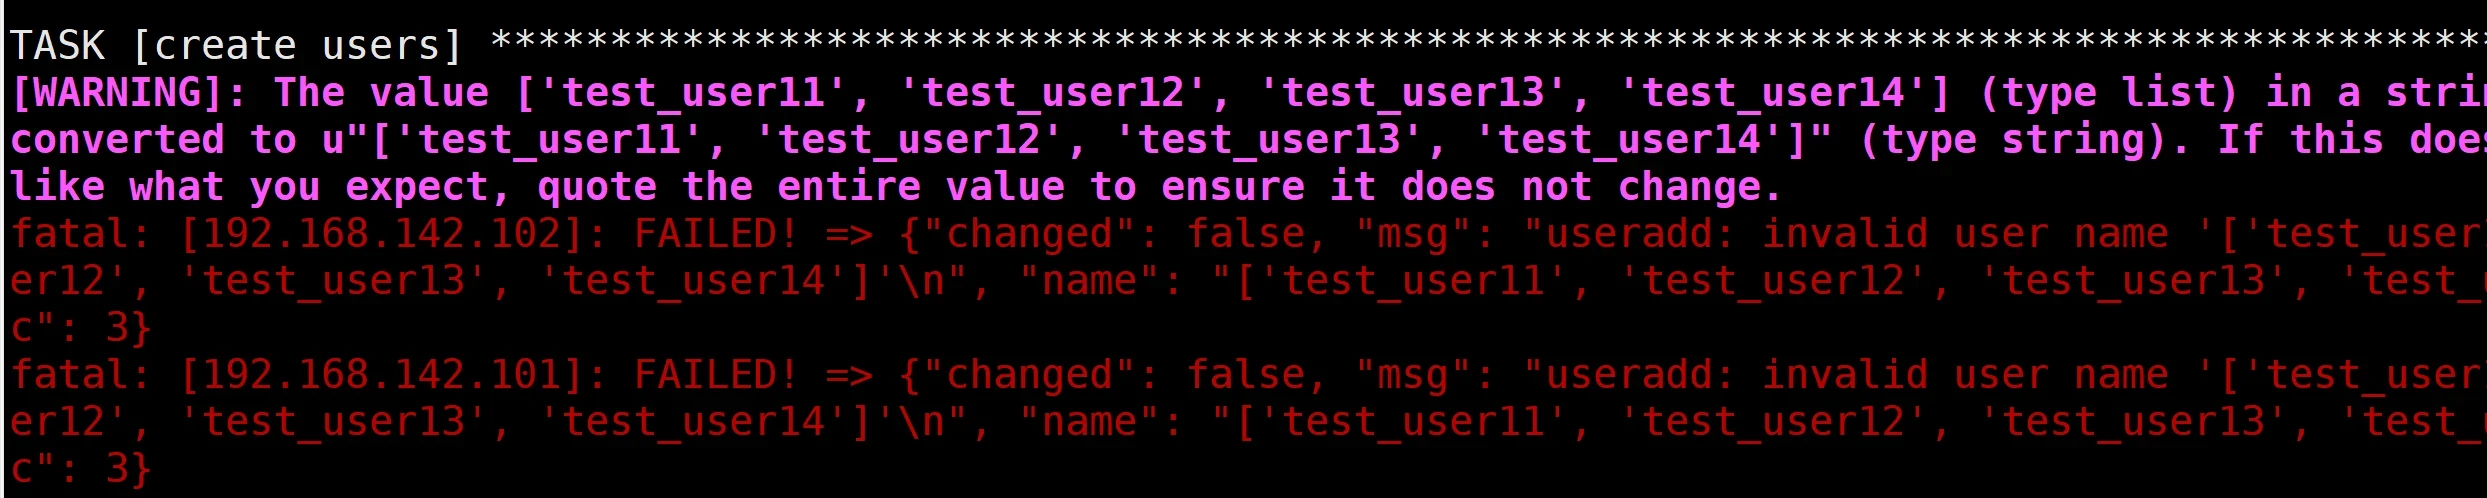 TASK [create users] ***********************************************************************************
[WARNING]: The value ['test_user11', 'test_user12', 'test_user13', 'test_user14'] (type list) in a
converted to u"['test_user11', 'test_user12', 'test_user13', 'test_user14']" (type string). If this
like what you expect, quote the entire value to ensure it does not change.
fatal: [192.168.142.102]: FAILED! => {"changed": false, "msg": "useradd: invalid user name '['test_user
er12', 'test_user13', 'test_user14']'\n", "name": "['test_user11', 'test_user12', 'test_user13', 'test_
c": 3}
fatal: [192.168.142.101]: FAILED! => {"changed": false, "msg": "useradd: invalid user name '['test_user
er12', 'test_user13', 'test_user14']'\n", "name": "['test_user11', 'test_user12', 'test_user13', 'test_
c": 3}